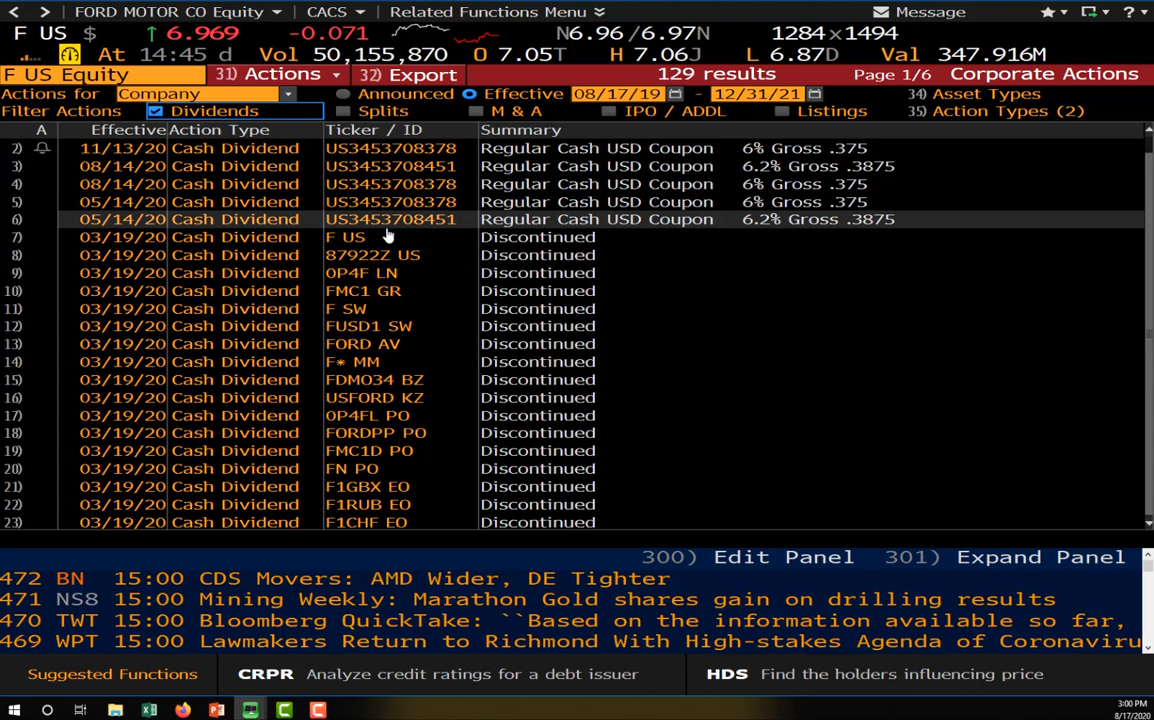 < > FORD MOTOR CO Equity CACS Related Functions Menu Message ?
F US $ ↑ 6.969 -0.071 N6.96 /6.97N 1284 x 1494
At 14:45 d Vol 50,155,870 O 7.05T H 7.06J L 6.87D Val 347.916M
F US Equity 31) Actions 32) Export 129 results Page 1/6 Corporate Actions
Actions for Company Announced Effective 08/17/19 - 12/31/21 34) Asset Types
Filter Actions Dividends Splits M & A IPO / ADDL Listings 35) Action Types (2)
A Effective Action Type Ticker / ID Summary
2) 11/13/20 Cash Dividend US3453708378 Regular Cash USD Coupon 6% Gross .375
3) 08/14/20 Cash Dividend US3453708451 Regular Cash USD Coupon 6.2% Gross .3875
4) 08/14/20 Cash Dividend US3453708378 Regular Cash USD Coupon 6% Gross .375
5) 05/14/20 Cash Dividend US3453708378 Regular Cash USD Coupon 6% Gross .375
6) 05/14/20 Cash Dividend US3453708451 Regular Cash USD Coupon 6.2% Gross .3875
7) 03/19/20 Cash Dividend F US Discontinued
8) 03/19/20 Cash Dividend 87922Z US Discontinued
9) 03/19/20 Cash Dividend 0P4F LN Discontinued
10) 03/19/20 Cash Dividend FMC1 GR Discontinued
11) 03/19/20 Cash Dividend F SW Discontinued
12) 03/19/20 Cash Dividend FUSD1 SW Discontinued
13) 03/19/20 Cash Dividend FORD AV Discontinued
14) 03/19/20 Cash Dividend F* MM Discontinued
15) 03/19/20 Cash Dividend FDMO34 BZ Discontinued
16) 03/19/20 Cash Dividend USFORD KZ Discontinued
17) 03/19/20 Cash Dividend 0P4FL PO Discontinued
18) 03/19/20 Cash Dividend FORDPP PO Discontinued
19) 03/19/20 Cash Dividend FMC1D PO Discontinued
20) 03/19/20 Cash Dividend FN PO Discontinued
21) 03/19/20 Cash Dividend F1GBX EO Discontinued
22) 03/19/20 Cash Dividend F1RUB EO Discontinued
23) 03/19/20 Cash Dividend F1CHF EO Discontinued
300) Edit Panel 301) Expand Panel
472 BN 15:00 CDS Movers: AMD Wider, DE Tighter
471 NS8 15:00 Mining Weekly: Marathon Gold shares gain on drilling results
470 TWT 15:00 Bloomberg QuickTake: ``Based on the information available so far,
469 WPT 15:00 Lawmakers Return to Richmond With High-stakes Agenda of Coronaviru
Suggested Functions CRPR Analyze credit ratings for a debt issuer HDS Find the holders influencing price
3:00 PM
8/17/2020